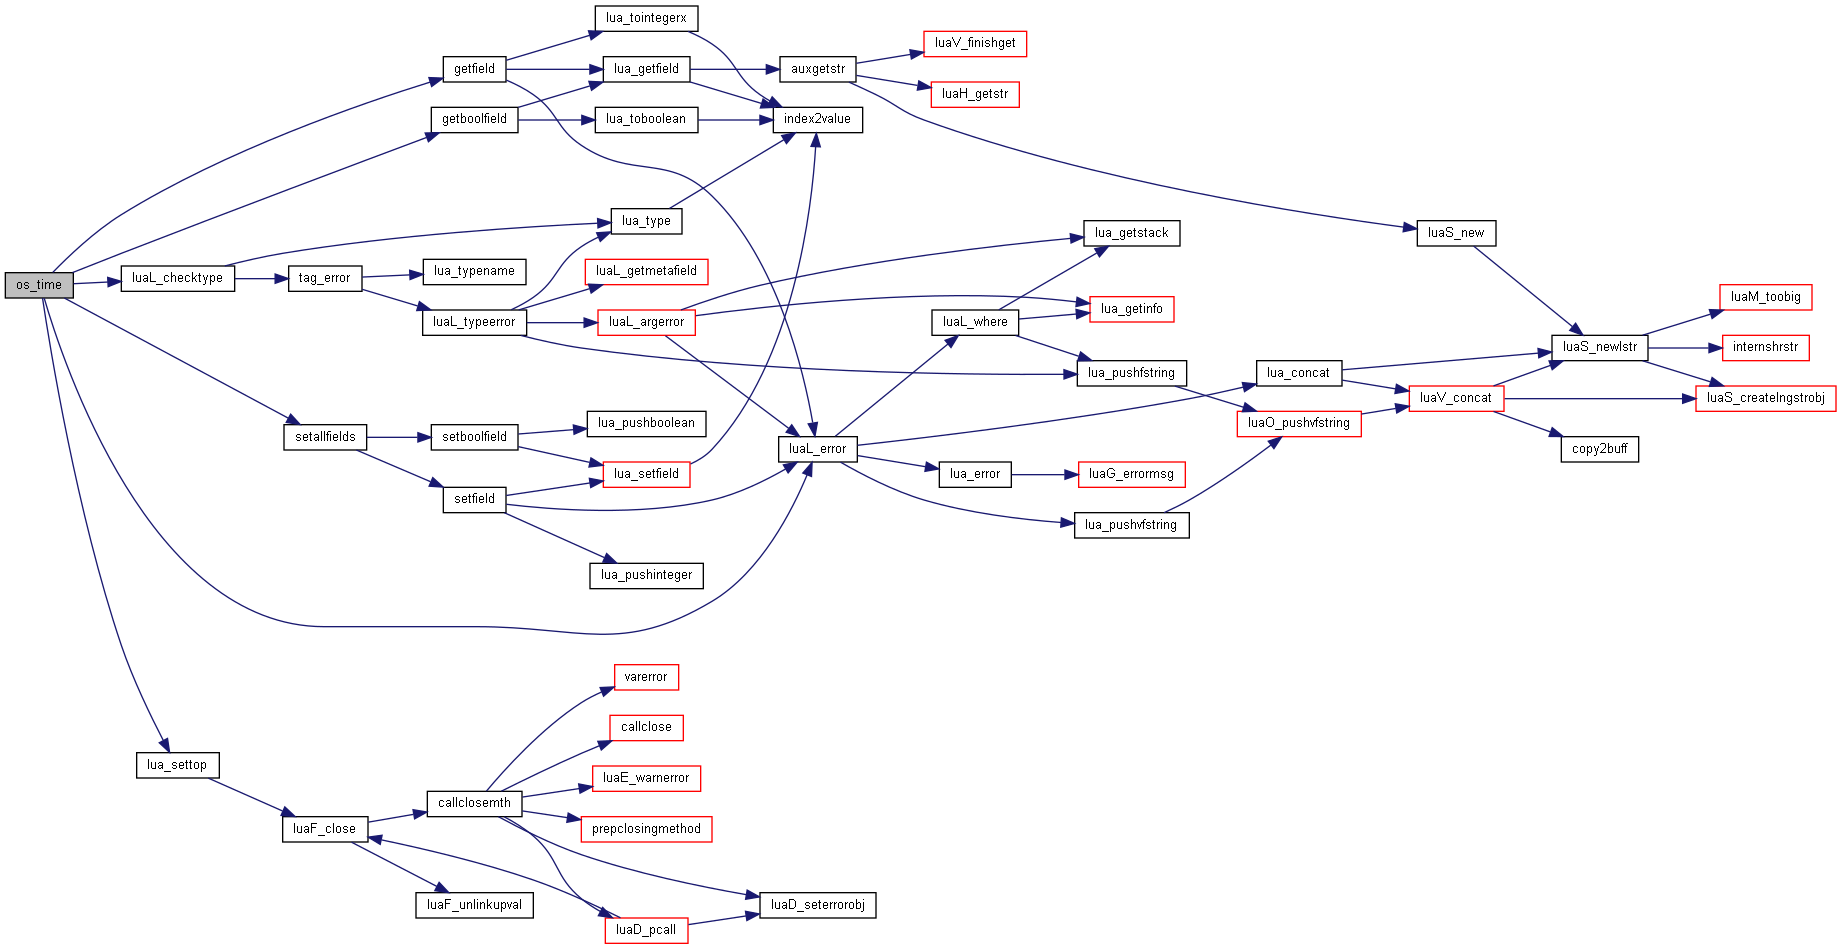 lua_tointegerx
luaV_finishget
getfield
lua_getfield
auxgetstr
luaH_getstr
getboolfield
lua_toboolean
index2value
lua_type
lua_getstack
luaS_new
os_time
luaL_checktype
tag_error
lua_typename
luaL_getmetafield
luaL_typeerror
luaL_argerror
luaL_where
lua_getinfo
luaM_toobig
luaS_newlstr
internshrstr
lua_pushfstring
lua_concat
luaV_concat
luaS_createlngstrobj
setallfields
setboolfield
lua_pushboolean
luaO_pushvfstring
luaL_error
copy2buff
lua_setfield
lua_error
luaG_errormsg
setfield
lua_pushvfstring
lua_pushinteger
varerror
callclose
lua_settop
luaE_warnerror
callclosemth
luaF_close
prepclosingmethod
luaF_unlinkupval
luaD_seterrorobj
luaD_pcall